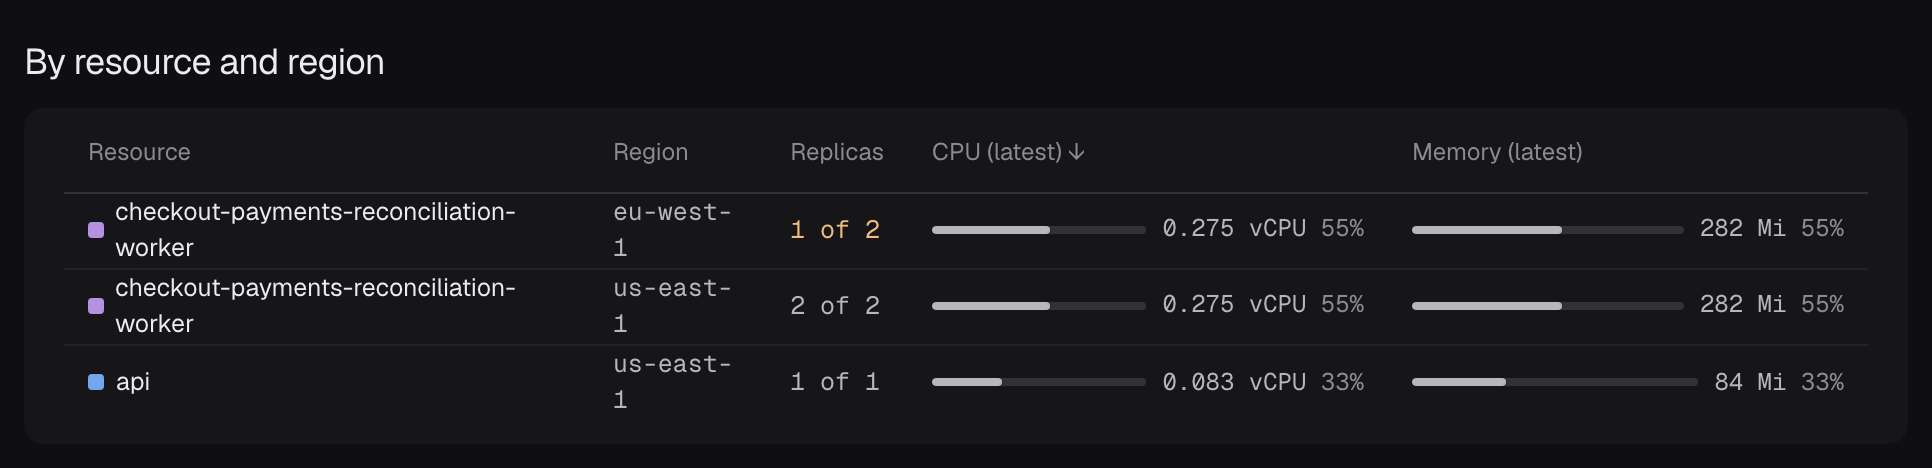 By resource and region
Resource Region Replicas CPU (latest) ↓ Memory (latest)
checkout-payments-reconciliation-
worker
eu-west-
1
1 of 2
0.275 vCPU 55%
282 Mi 55%
checkout-payments-reconciliation-
worker
us-east-
1
2 of 2
0.275 vCPU 55%
282 Mi 55%
api
us-east-
1
1 of 1
0.083 vCPU 33%
84 Mi 33%